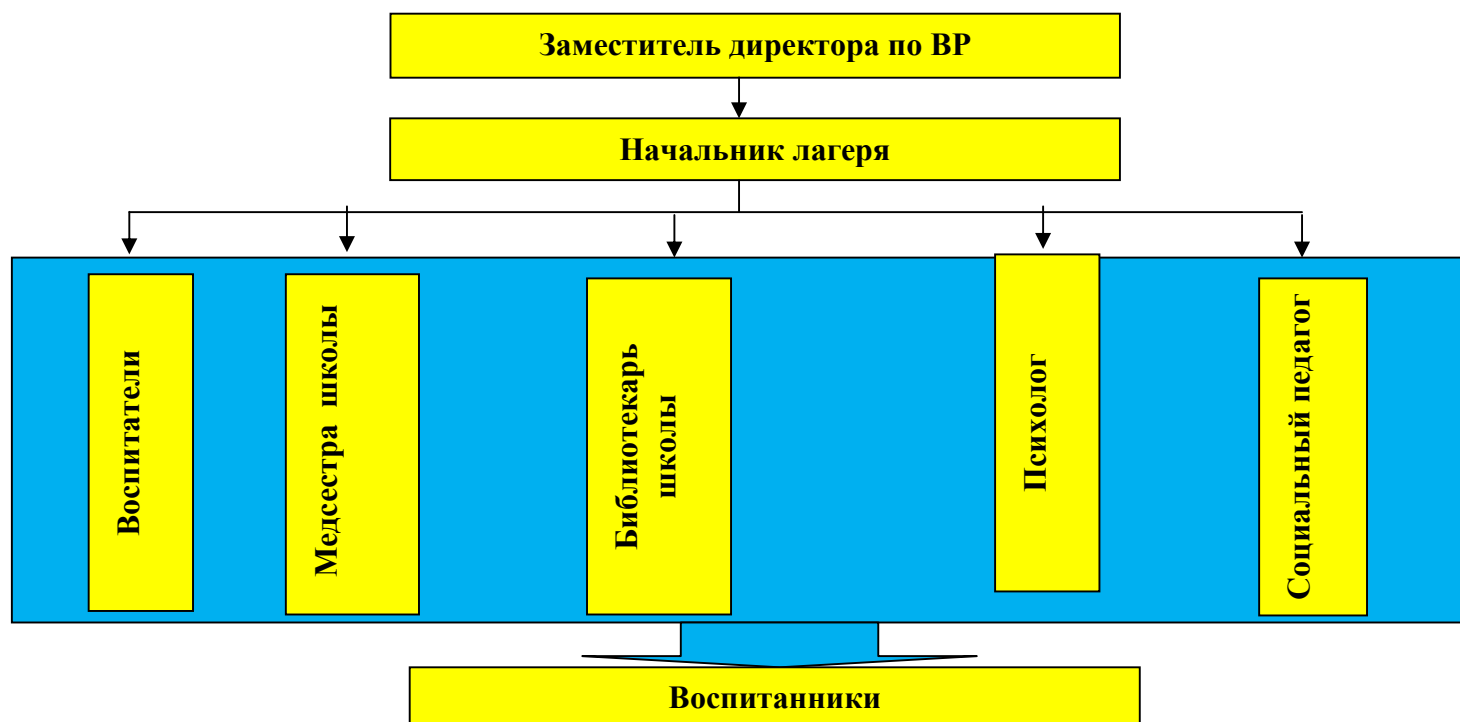 Заместитель директора по ВР
Начальник лагеря
Воспитатели
Медсестра школы
Библиотекарь
школы
Психолог
Социальный педагог
Воспитанники